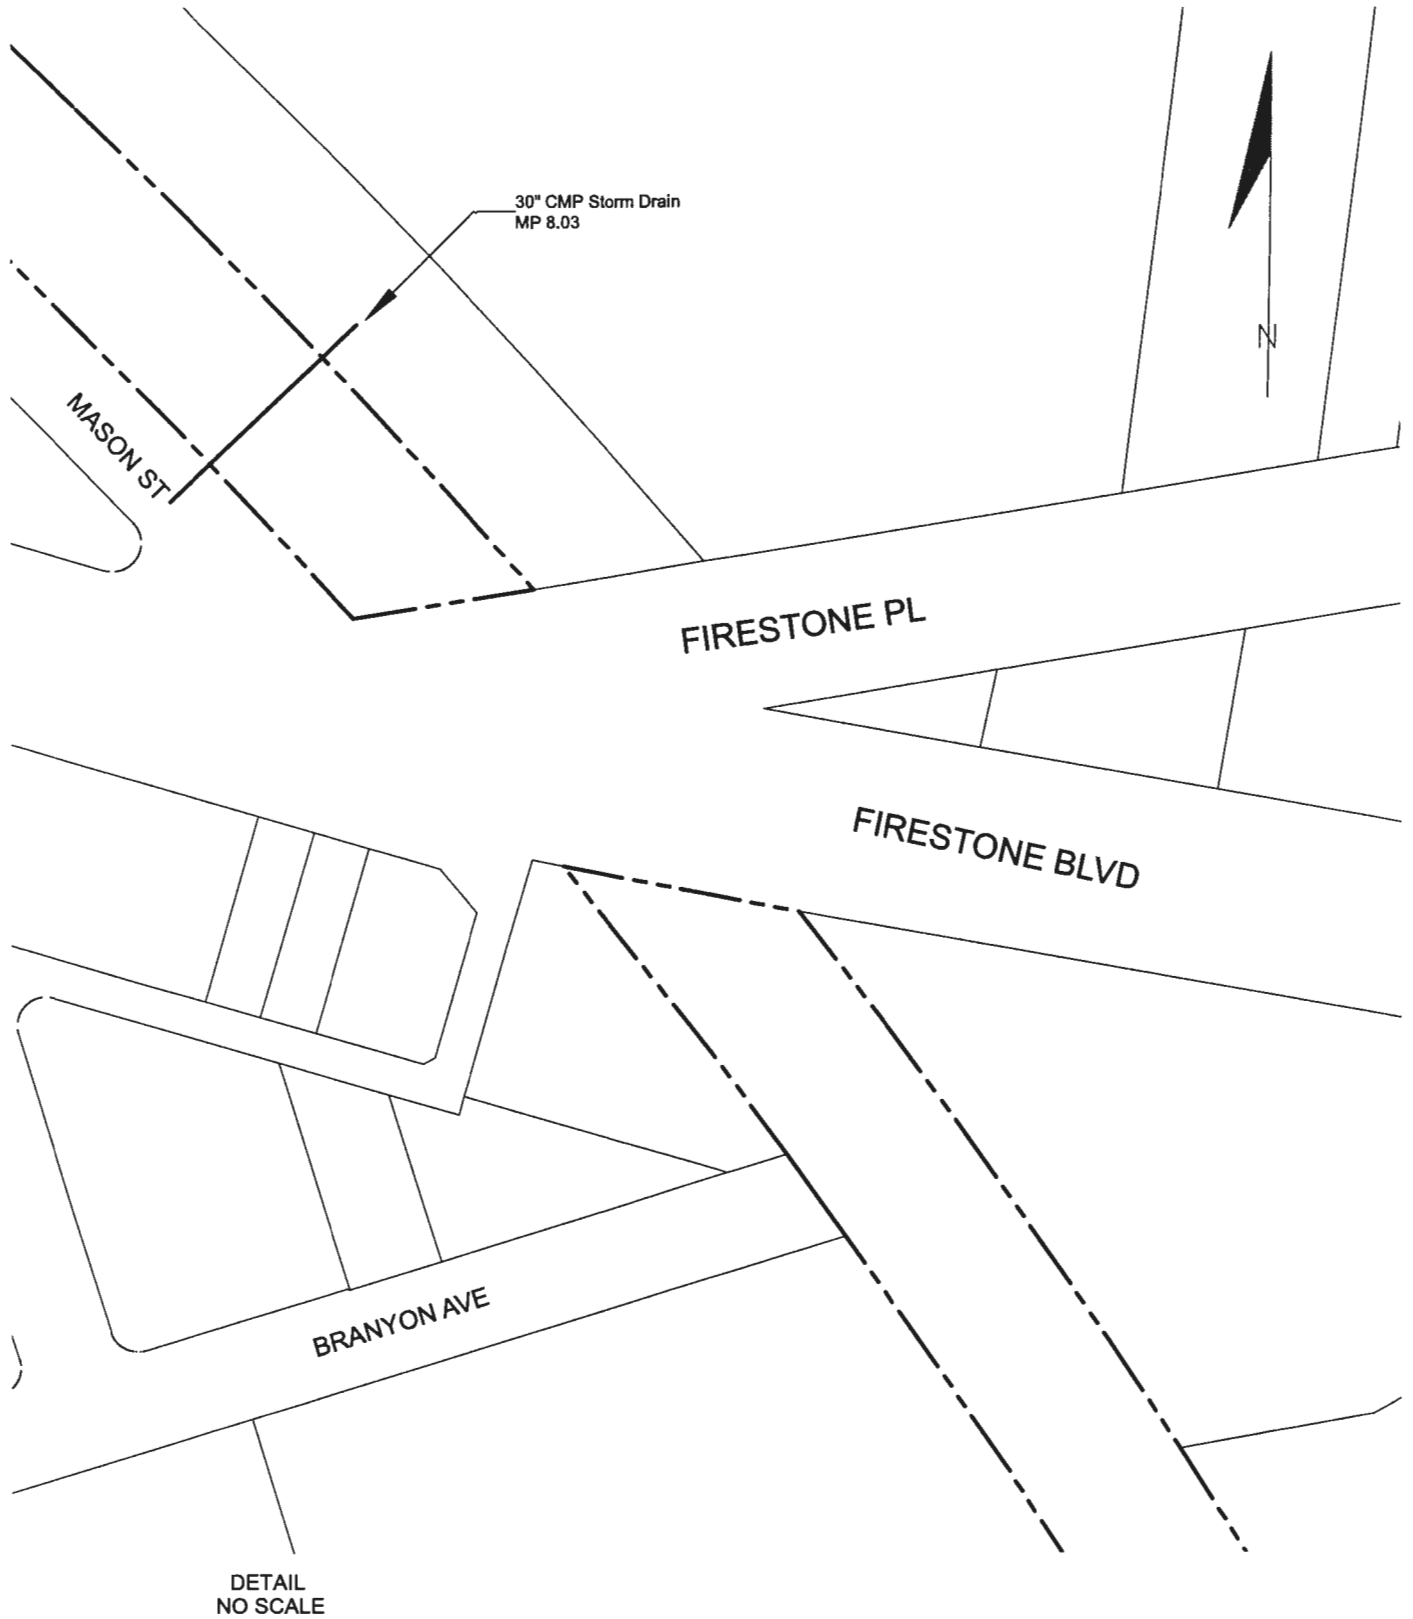 30" CMP Storm Drain
MP 8.03
N
MASON ST
FIRESTONE PL
FIRESTONE BLVD
BRANYON AVE
DETAIL
NO SCALE